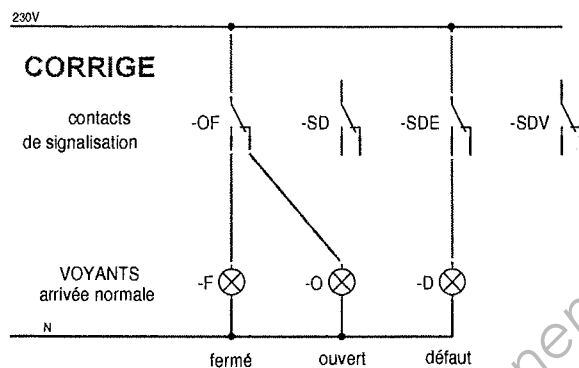 230V
CORRIGE
contacts
de signalisation
-OF
-SD
-SDE
-SDV
VOYANTS
arrivée normale
-F
-O
-D
N
fermé
ouvert
défaut